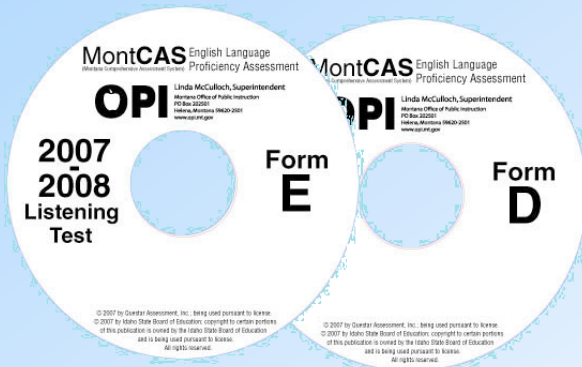 MontCAS English Language
(Montana Comprehensive Assessment System) Proficiency Assessment
OPI Linda McCulloch, Superintendent
Montana Office of Public Instruction
PO Box 202501
Helena, Montana 59620-2501
www.opi.mt.gov
2007
-
2008
Listening
Test
Form
E
© 2007 by Questar Assessment, Inc., being used pursuant to license.
© 2007 by Idaho State Board of Education; copyright to certain portions
of this publication is owned by the Idaho State Board of Education
and is being used pursuant to license.
All rights reserved.
MontCAS English Language
Comprehensive Assessment System) Proficiency Assessment
OPI Linda McCulloch, Superintendent
Montana Office of Public Instruction
PO Box 202501
Helena, Montana 59620-2501
www.opi.mt.gov
Form
D
© 2007 by Questar Assessment, Inc., being used pursuant to license.
© 2007 by Idaho State Board of Education; copyright to certain portions
of this publication is owned by the Idaho State Board of Education
and is being used pursuant to license.
All rights reserved.